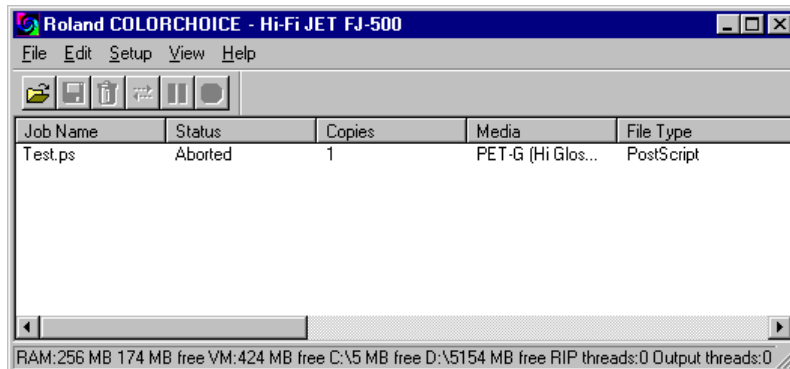 Roland COLORCHOICE - Hi-Fi JET FJ-500
File Edit Setup View Help
Job Name Status Copies Media File Type
Test.ps Aborted 1 PET-G (Hi Glos... PostScript
RAM:256 MB 174 MB free VM:424 MB free C:\5 MB free D:\5154 MB free RIP threads:0 Output threads:0